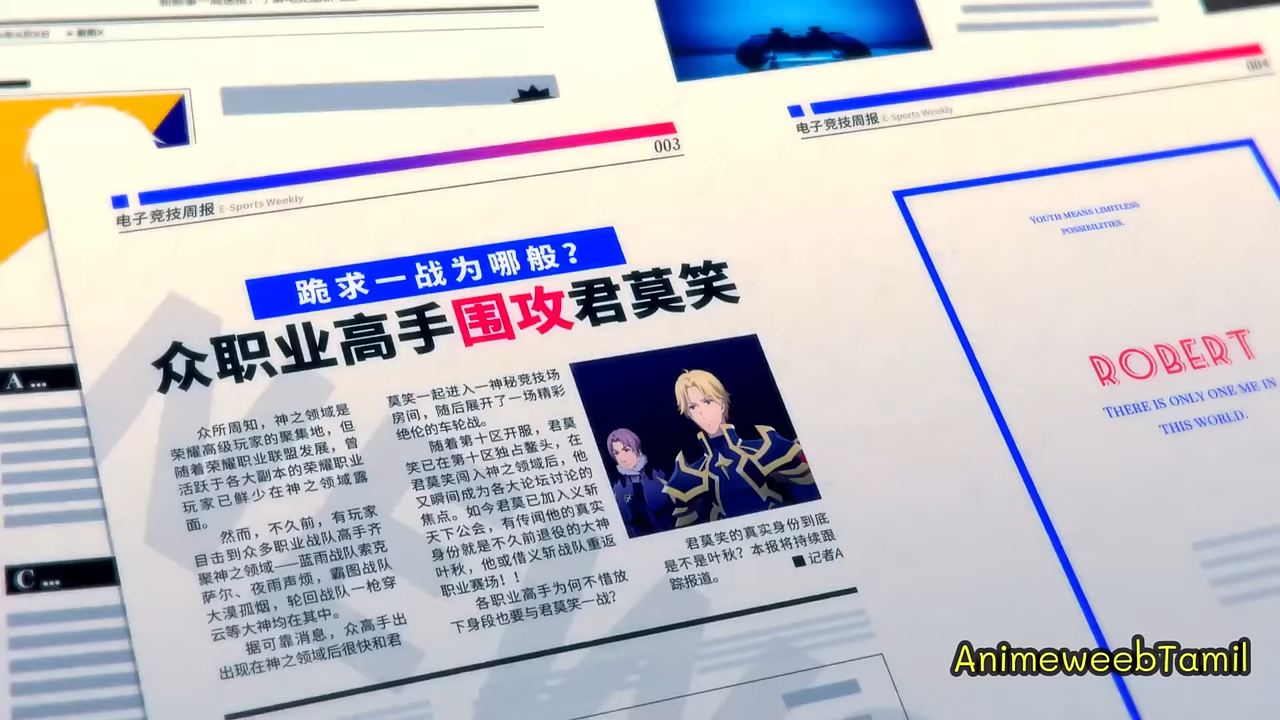 电子竞技周报 E-Sports Weekly
003
跪求一战为哪般？
众职业高手围攻君莫笑
众所周知，神之领域是
荣耀高级玩家的聚集地，但
随着荣耀职业联盟发展，曾
活跃于各大副本的荣耀职业
玩家已鲜少在神之领域露
面。
然而，不久前，有玩家
目击到众多职业战队高手齐
聚神之领域——蓝雨战队索克
萨尔、夜雨声烦，霸图战队
大漠孤烟，轮回战队一枪穿
云等大神均在其中。
据可靠消息，众高手出
出现在神之领域后很快和君
莫笑一起进入一神秘竞技场
房间，随后展开了一场精彩
绝伦的车轮战。
随着第十区开服，君莫
笑已在第十区独占鳌头，在
君莫笑闯入神之领域后，他
又瞬间成为各大论坛讨论的
焦点。如今君莫已加入义斩
天下公会，有传闻他的真实
身份就是不久前退役的大神
叶秋，他或借义斩战队重返
职业赛场！！
各职业高手为何不惜放
下身段也要与君莫笑一战？
君莫笑的真实身份到底
是不是叶秋？本报将持续跟
踪报道。
■ 记者A
电子竞技周报 E-Sports Weekly
004
YOUTH MEANS LIMITLESS
POSSIBILITIES.
ROBERT
THERE IS ONLY ONE ME IN
THIS WORLD.
A ...
C ...
AnimeweebTamil